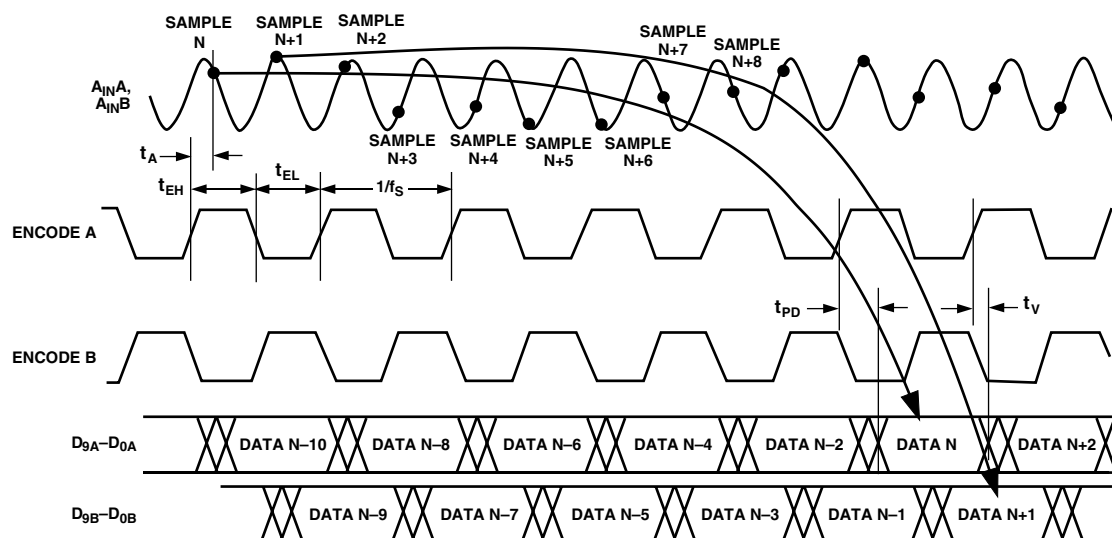 SAMPLE
N
SAMPLE
N+1
SAMPLE
N+2
SAMPLE
N+7
SAMPLE
N+8
AINA,
AINB
SAMPLE
N+3
SAMPLE
N+4
SAMPLE
N+5
SAMPLE
N+6
tA
tEH
tEL
1/fS
ENCODE A
tPD
tV
ENCODE B
D9A–D0A
DATA N–10
DATA N–8
DATA N–6
DATA N–4
DATA N–2
DATA N
DATA N+2
D9B–D0B
DATA N–9
DATA N–7
DATA N–5
DATA N–3
DATA N–1
DATA N+1